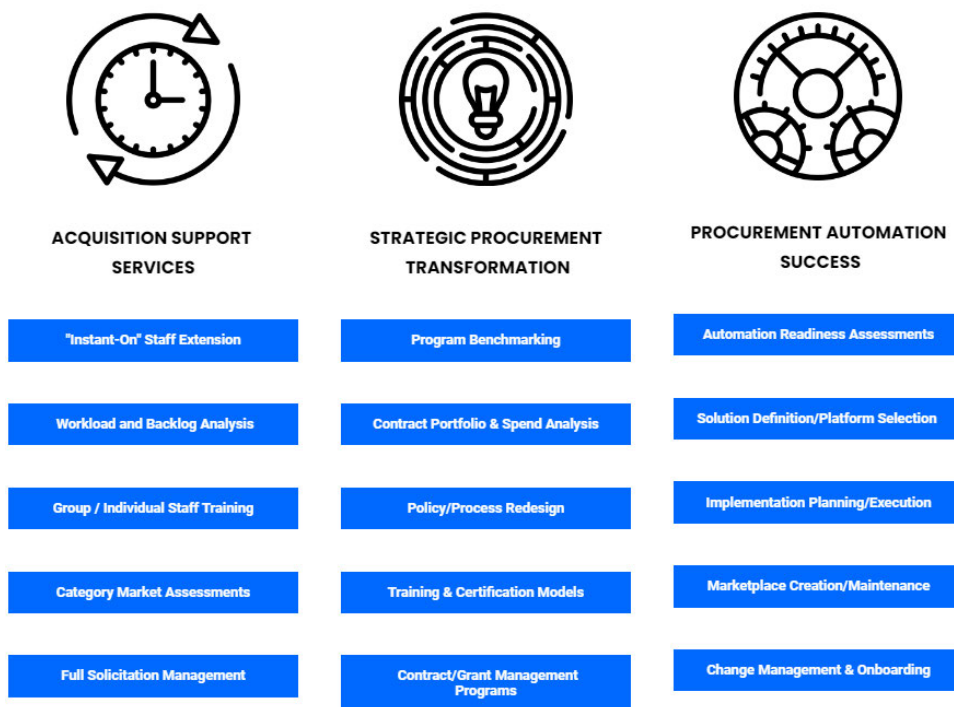 ACQUISITION SUPPORT
SERVICES
"Instant-On" Staff Extension
Workload and Backlog Analysis
Group / Individual Staff Training
Category Market Assessments
Full Solicitation Management
STRATEGIC PROCUREMENT
TRANSFORMATION
Program Benchmarking
Contract Portfolio & Spend Analysis
Policy/Process Redesign
Training & Certification Models
Contract/Grant Management
Programs
PROCUREMENT AUTOMATION
SUCCESS
Automation Readiness Assessments
Solution Definition/Platform Selection
Implementation Planning/Execution
Marketplace Creation/Maintenance
Change Management & Onboarding